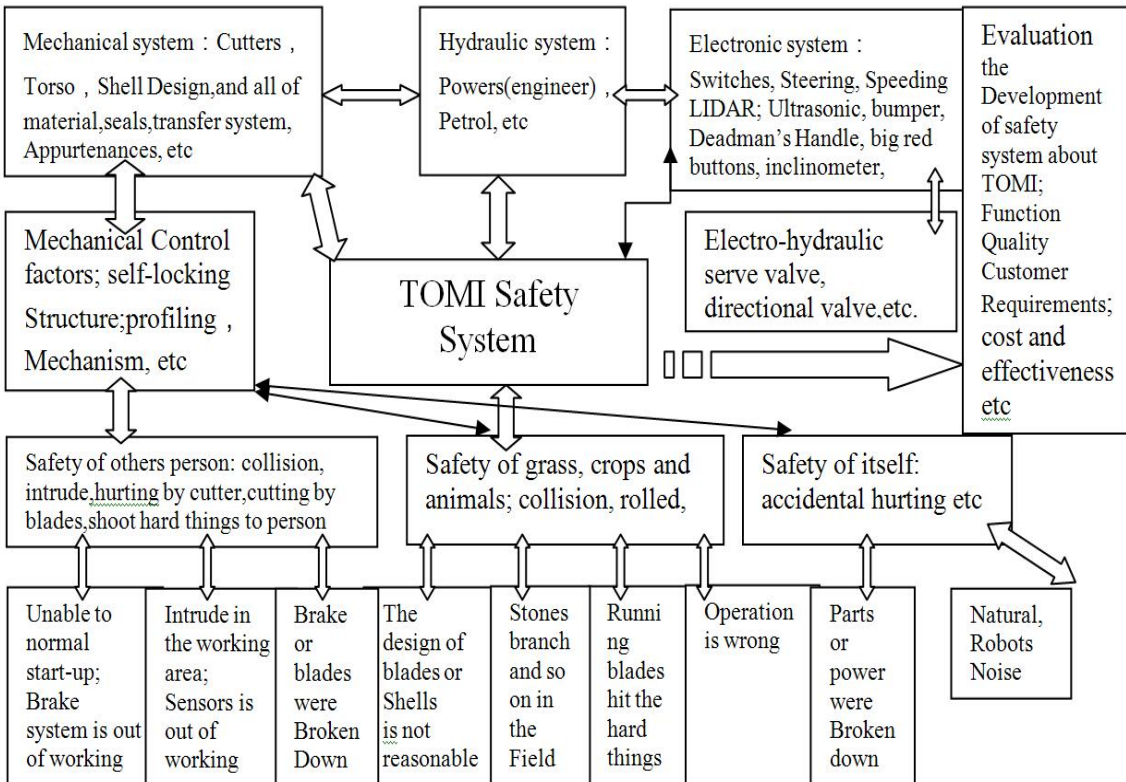 Mechanical system：Cutters，
Torso，Shell Design,and all of
material,seals,transfer system,
Appurtenances, etc
Hydraulic system：
Powers(engineer)，
Petrol, etc
Electronic system：
Switches, Steering, Speeding
LIDAR; Ultrasonic, bumper,
Deadman's Handle, big red
buttons, inclinometer,
Evaluation
the
Development
of safety
system about
TOMI;
Function
Quality
Customer
Requirements;
cost and
effectiveness
etc
Mechanical Control
factors; self-locking
Structure;profiling，
Mechanism, etc
TOMI Safety
System
Electro-hydraulic
serve valve,
directional valve,etc.
Safety of others person: collision,
intrude,hurting by cutter,cutting by
blades,shoot hard things to person
Safety of grass, crops and
animals; collision, rolled,
Safety of itself:
accidental hurting etc
Unable to
normal
start-up;
Brake
system is out
of working
Intrude in
the working
area;
Sensors is
out of
working
Brake
or
blades
were
Broken
Down
The
design of
blades or
Shells
is not
reasonable
Stones
branch
and so
on in
the
Field
Runni
ng
blades
hit the
hard
things
Operation
is wrong
Parts
or
power
were
Broken
down
Natural,
Robots
Noise